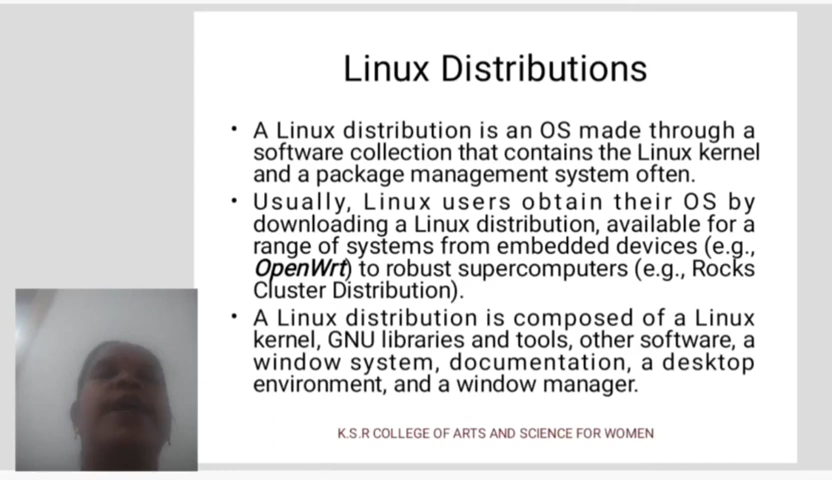 Linux Distributions
• A Linux distribution is an OS made through a
software collection that contains the Linux kernel
and a package management system often.
• Usually, Linux users obtain their OS by
downloading a Linux distribution, available for a
range of systems from embedded devices (e.g.,
OpenWrt) to robust supercomputers (e.g., Rocks
Cluster Distribution).
• A Linux distribution is composed of a Linux
kernel, GNU libraries and tools, other software, a
window system, documentation, a desktop
environment, and a window manager.
K.S.R COLLEGE OF ARTS AND SCIENCE FOR WOMEN